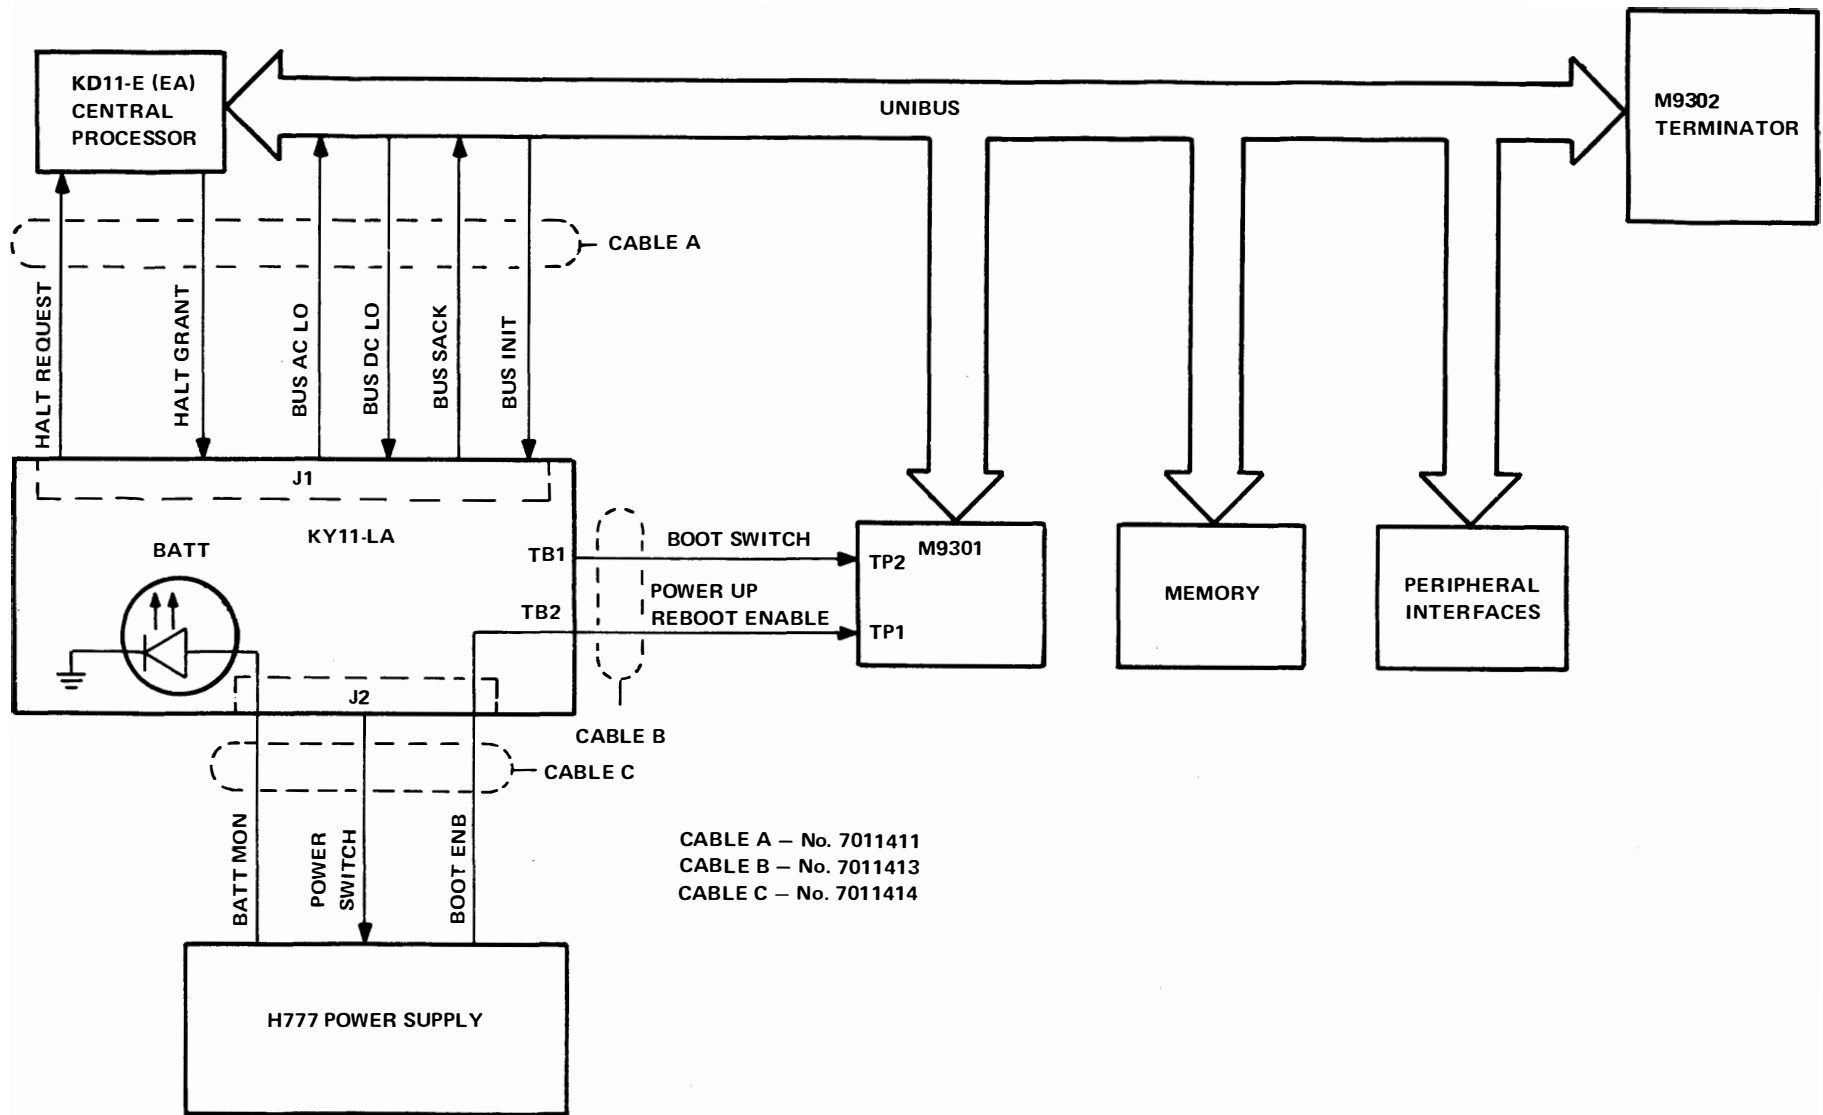 KD11-E (EA)
CENTRAL
PROCESSOR
UNIBUS
M9302
TERMINATOR
CABLE A
HALT REQUEST
HALT GRANT
BUS AC LO
BUS DC LO
BUS SACK
BUS INIT
J1
KY11-LA
BATT
TB1
BOOT SWITCH
TP2
M9301
TB2
POWER UP
REBOOT ENABLE
TP1
MEMORY
PERIPHERAL
INTERFACES
J2
CABLE B
CABLE C
BATT MON
POWER
SWITCH
BOOT ENB
CABLE A – No. 7011411
CABLE B – No. 7011413
CABLE C – No. 7011414
H777 POWER SUPPLY